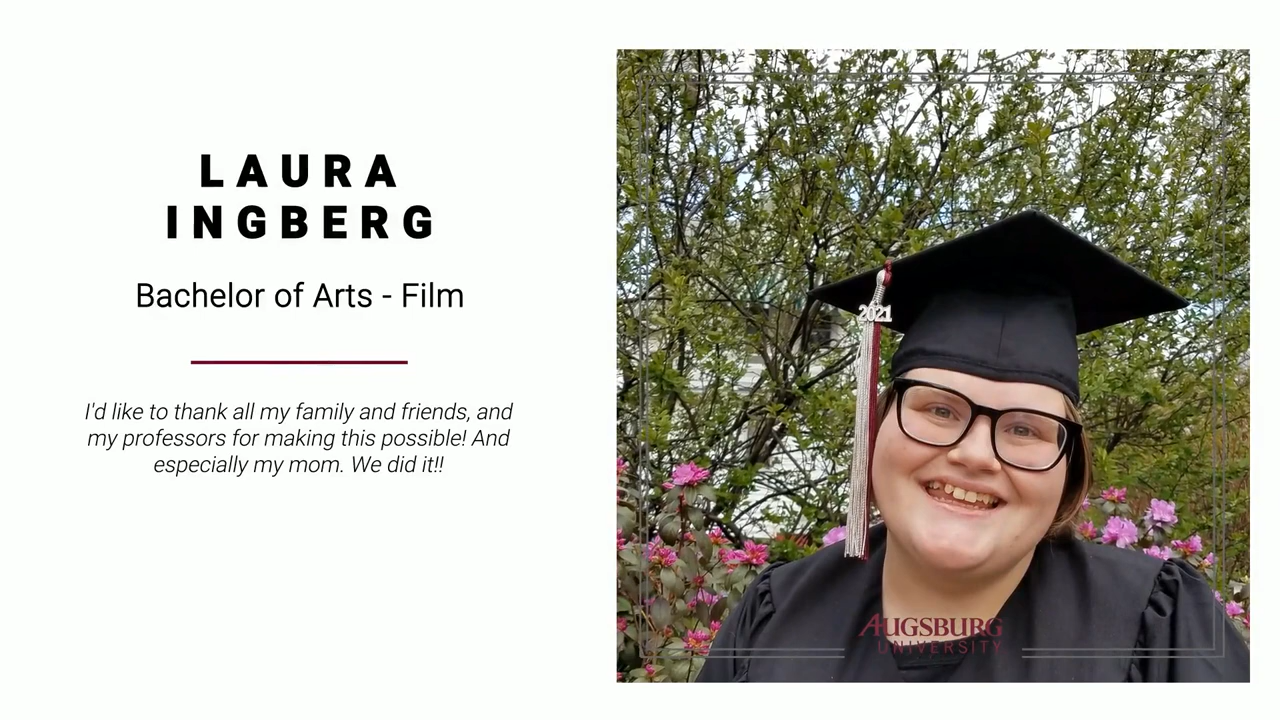 LAURA
INGBERG
Bachelor of Arts - Film
I'd like to thank all my family and friends, and
my professors for making this possible! And
especially my mom. We did it!!
2021
AUGSBURG
UNIVERSITY